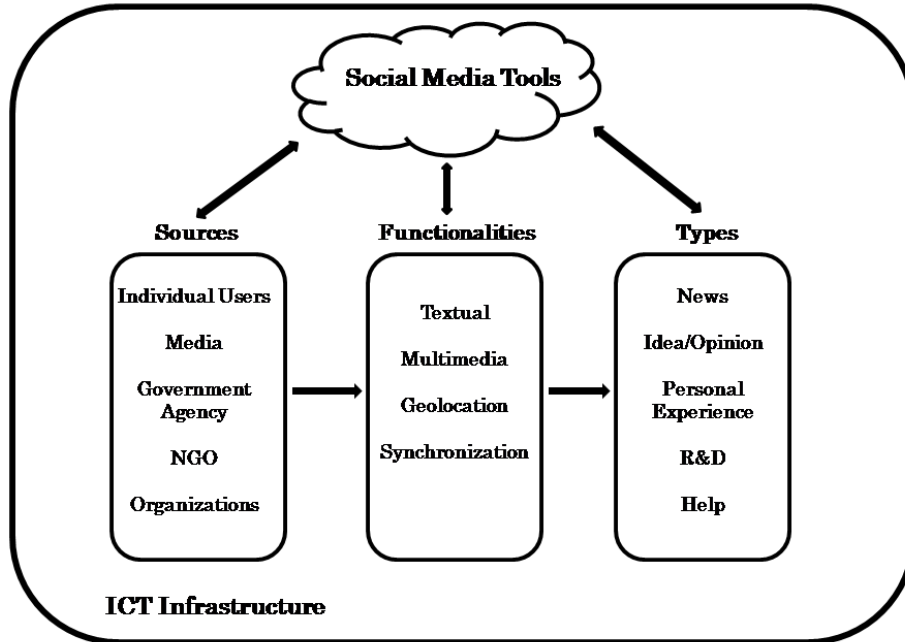 Social Media Tools
Sources
Functionalities
Types
Individual Users
Media
Government
Agency
NGO
Organizations
Textual
Multimedia
Geolocation
Synchronization
News
Idea/Opinion
Personal
Experience
R&D
Help
ICT Infrastructure